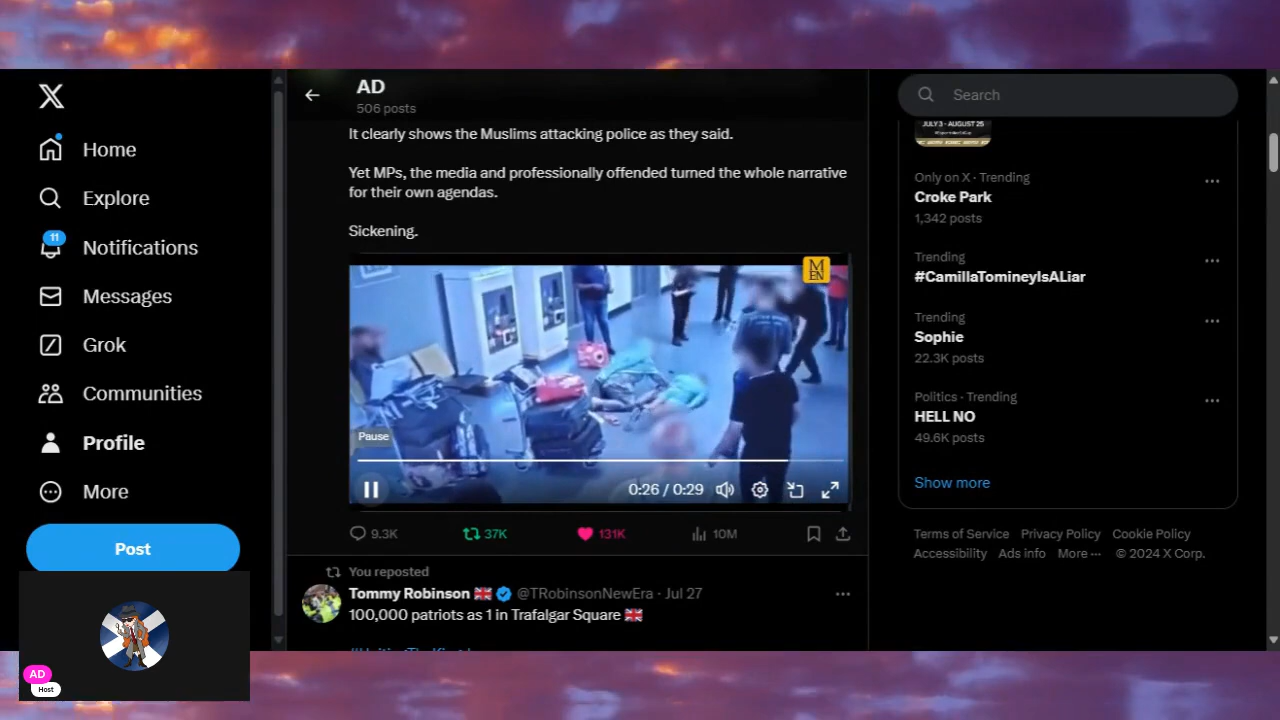 AD
506 posts
It clearly shows the Muslims attacking police as they said.
Yet MPs, the media and professionally offended turned the whole narrative
for their own agendas.
Sickening.
M
EN
Pause
0:26 / 0:29
9.3K
37K
131K
10M
You reposted
Tommy Robinson 🇬🇧 @TRobinsonNewEra · Jul 27
100,000 patriots as 1 in Trafalgar Square 🇬🇧
Home
Explore
11
Notifications
Messages
Grok
Communities
Profile
More
Post
AD
Host
Search
JULY 3 - AUGUST 25
Only on X · Trending
Croke Park
1,342 posts
Trending
#CamillaTomineyIsALiar
Trending
Sophie
22.3K posts
Politics · Trending
HELL NO
49.6K posts
Show more
Terms of Service Privacy Policy Cookie Policy
Accessibility Ads info More ··· © 2024 X Corp.